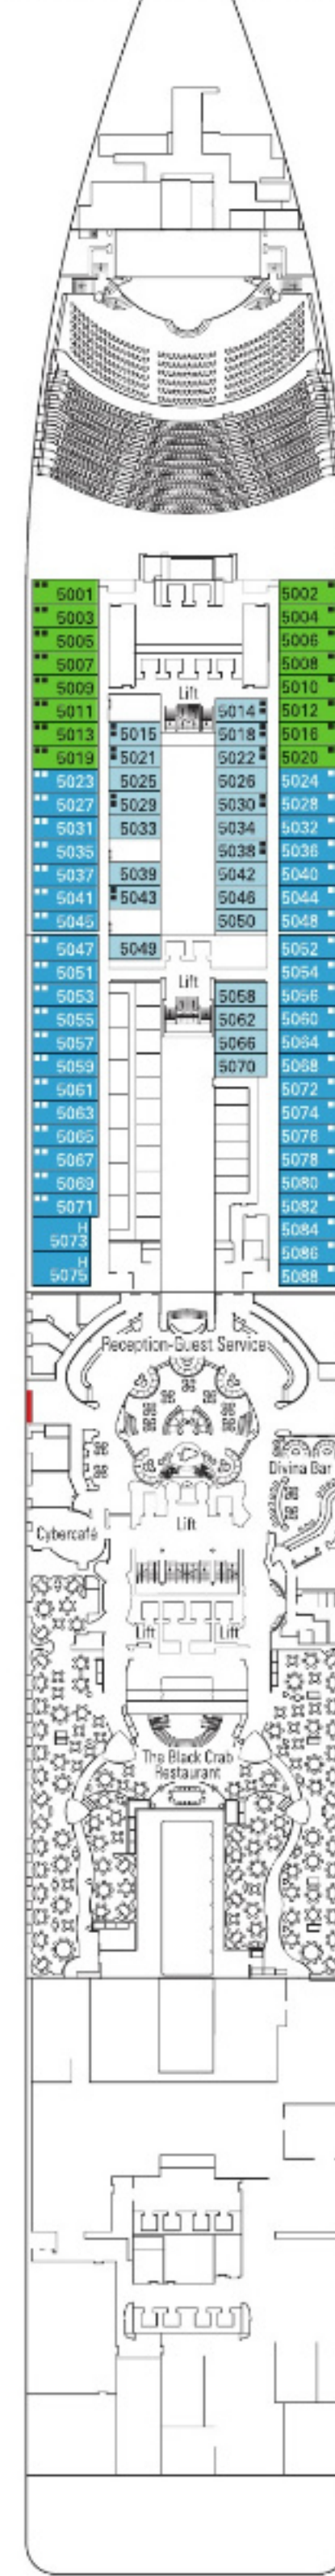 5001 5002
5003 5004
5005 5006
5007 5008
5009 5010
Lift
5011 5014 5012
5013 5015 5018 5016
5019 5021 5022 5020
5023 5025 5026 5024
5027 5029 5030 5028
5031 5033 5034 5032
5035 5038 5036
5037 5039 5042 5040
5041 5043 5046 5044
5045 5050 5048
5047 5049 5052
5051 5054
Lift
5053 5058 5056
5055 5062 5060
5057 5066 5064
5059 5070 5068
5061 5072
5063 5074
5065 5076
5067 5078
5069 5080
5071 5082
H
5073 5084
H 5086
5075 5088
Reception-Guest Service
Divina Bar
Lift
Cybercafé
Lift Lift
The Black Crab
Restaurant